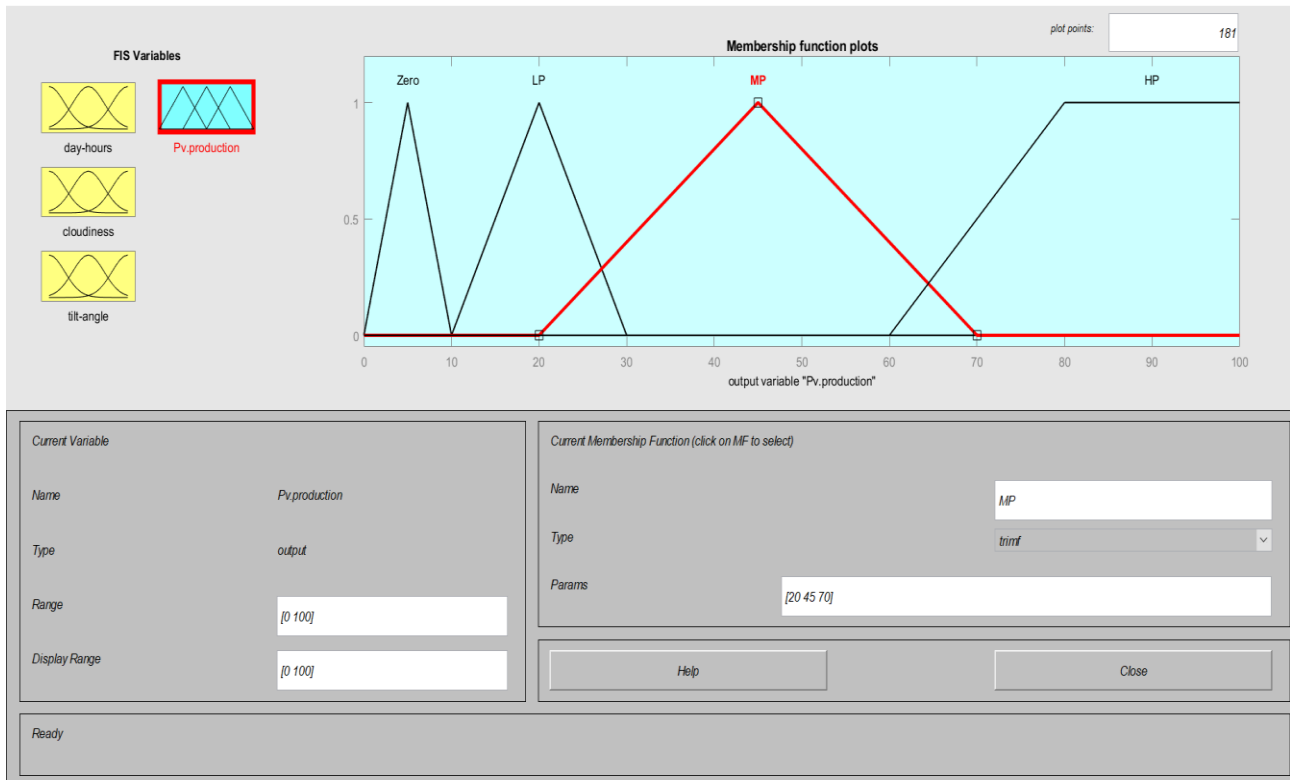 plot points:
181
FIS Variables
Membership function plots
day-hours
Pv.production
cloudiness
tilt-angle
Zero LP MP HP
1
0.5
0
0 10 20 30 40 50 60 70 80 90 100
output variable "Pv.production"
Current Variable
Name Pv.production
Type output
Range [0 100]
Display Range [0 100]
Current Membership Function (click on MF to select)
Name MP
Type trimf
Params [20 45 70]
Help Close
Ready